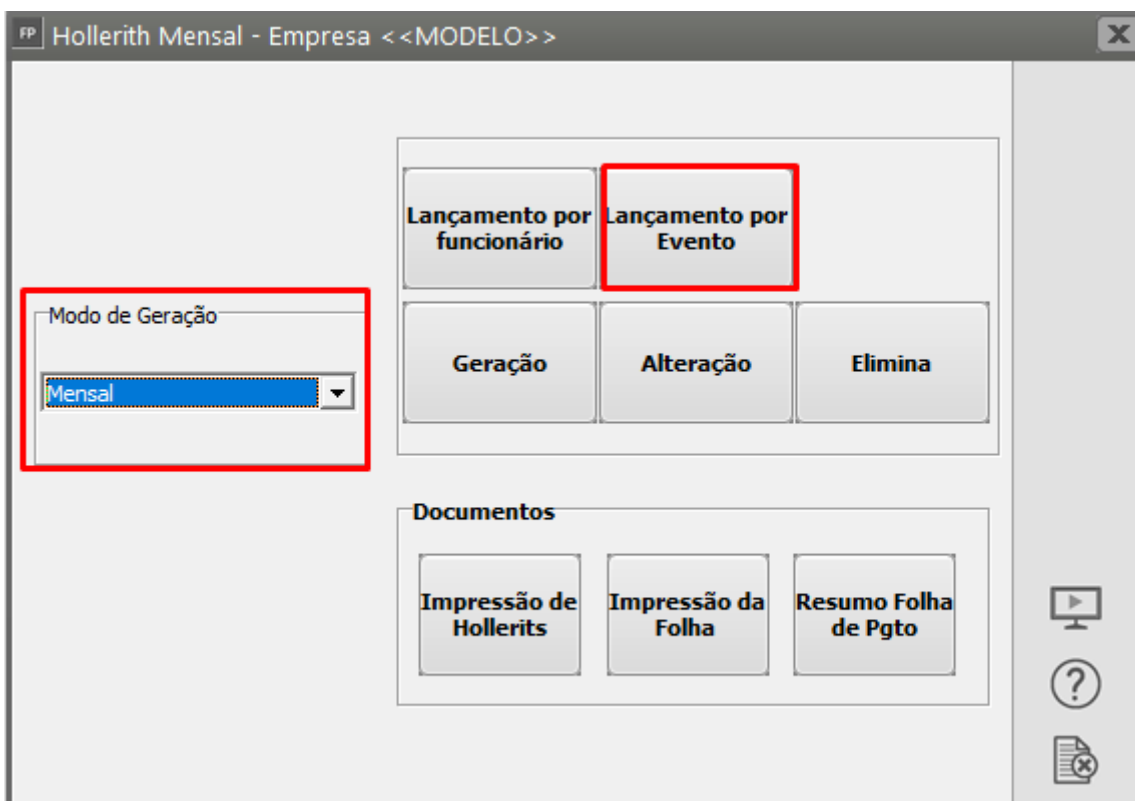 FP Hollerith Mensal - Empresa <<MODELO>>
Modo de Geração
Mensal
Lançamento por
funcionário
Lançamento por
Evento
Geração
Alteração
Elimina
Documentos
Impressão de
Hollerits
Impressão da
Folha
Resumo Folha
de Pgto